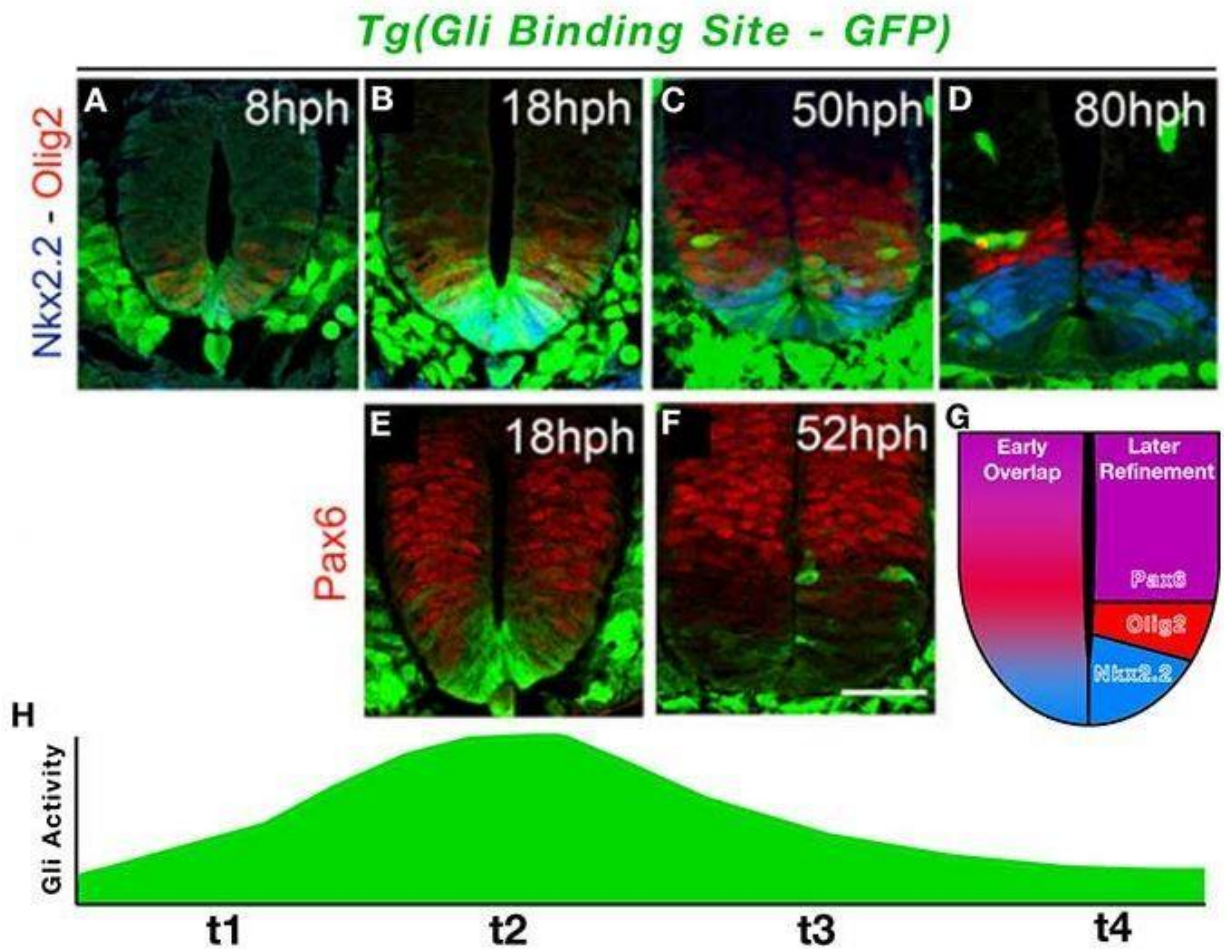 Tg(Gli Binding Site - GFP)
Nkx2.2 - Olig2
A
8hph
B
18hph
C
50hph
D
80hph
Pax6
E
18hph
F
52hph
G
Early
Overlap
Later
Refinement
Pax6
Olig2
Nkx2.2
H
Gli Activity
t1
t2
t3
t4